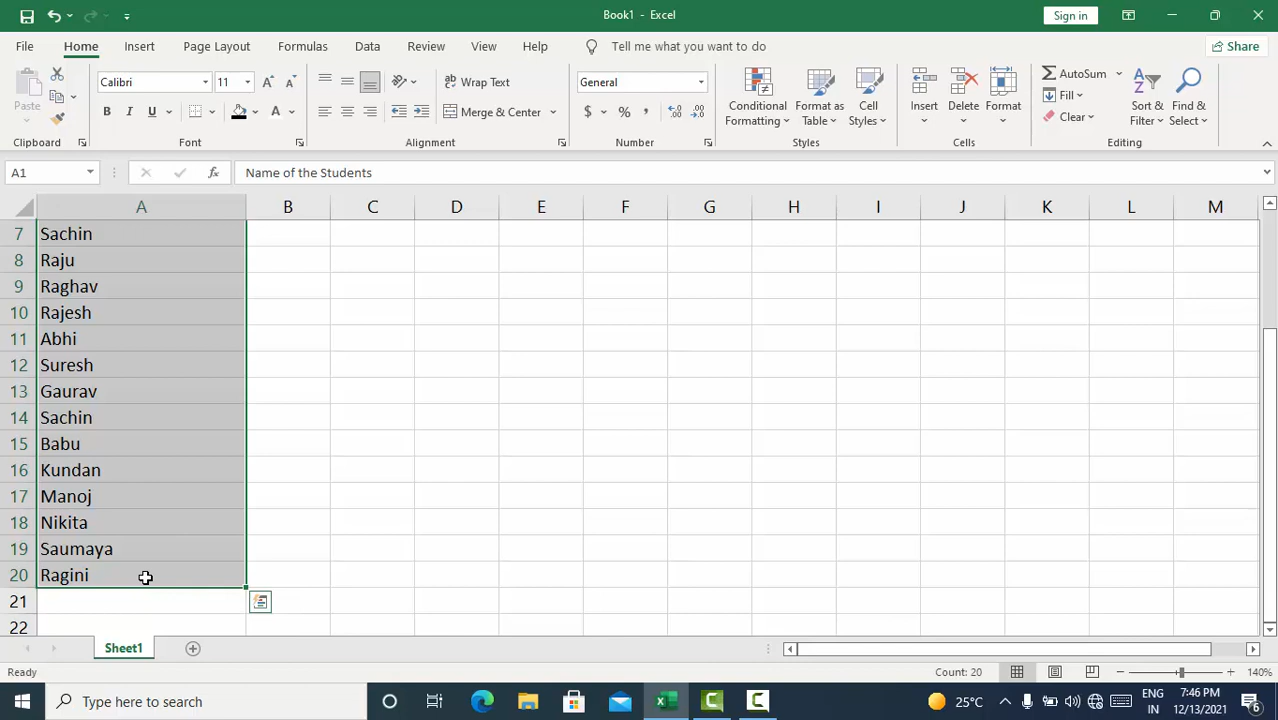 Book1 - Excel
Sign in
File Home Insert Page Layout Formulas Data Review View Help Tell me what you want to do Share
Paste
Calibri 11
B I U
Wrap Text
Merge & Center
General
$ % ,
Conditional Formatting
Format as Table
Cell Styles
Insert
Delete
Format
AutoSum
Fill
Clear
Sort & Filter
Find & Select
Clipboard Font Alignment Number Styles Cells Editing
A1 fx Name of the Students
A B C D E F G H I J K L M
7 Sachin
8 Raju
9 Raghav
10 Rajesh
11 Abhi
12 Suresh
13 Gaurav
14 Sachin
15 Babu
16 Kundan
17 Manoj
18 Nikita
19 Saumaya
20 Ragini
21
22
Sheet1
Ready Count: 20 140%
Type here to search
25°C
ENG
IN
7:46 PM
12/13/2021
6